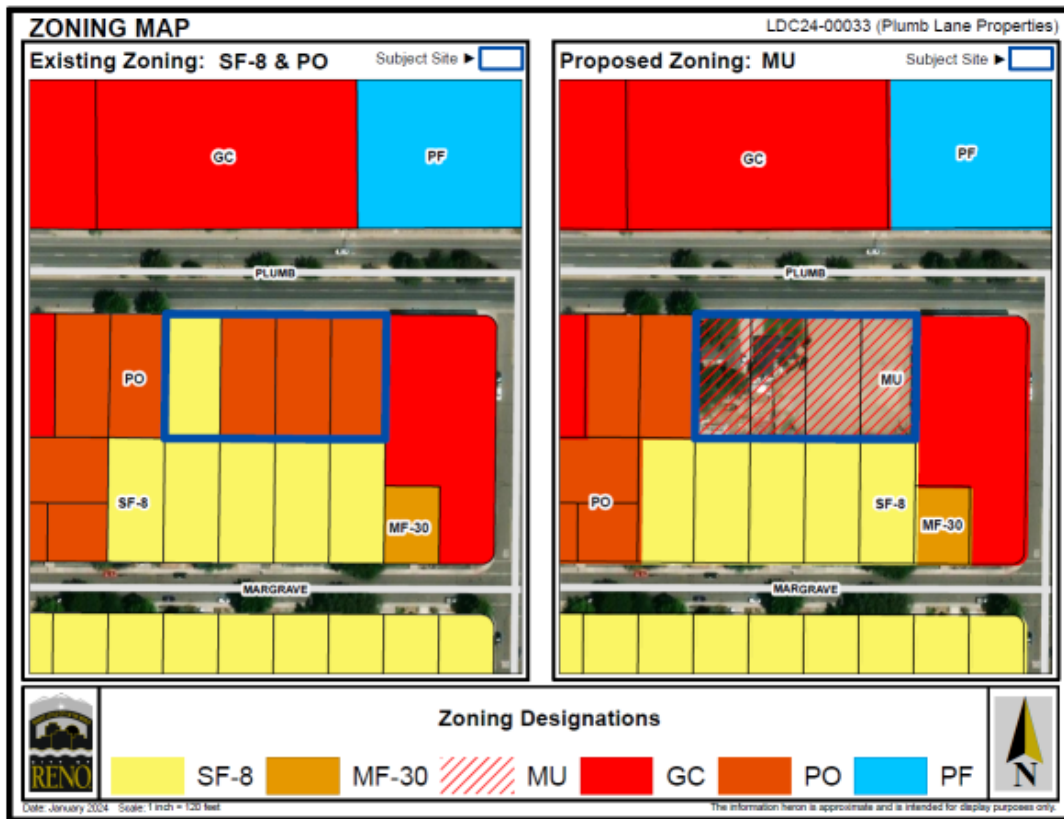 ZONING MAP
LDC24-00033 (Plumb Lane Properties)
Existing Zoning: SF-8 & PO
Subject Site ►
GC
PF
PLUMB
PO
SF-8
MF-30
MARGRAVE
Proposed Zoning: MU
Subject Site ►
GC
PF
PLUMB
MU
PO
SF-8
MF-30
MARGRAVE
Zoning Designations
SF-8
MF-30
MU
GC
PO
PF
RENO
N
Date: January 2024 Scale: 1 inch = 120 feet
The information heron is approximate and is intended for display purposes only.